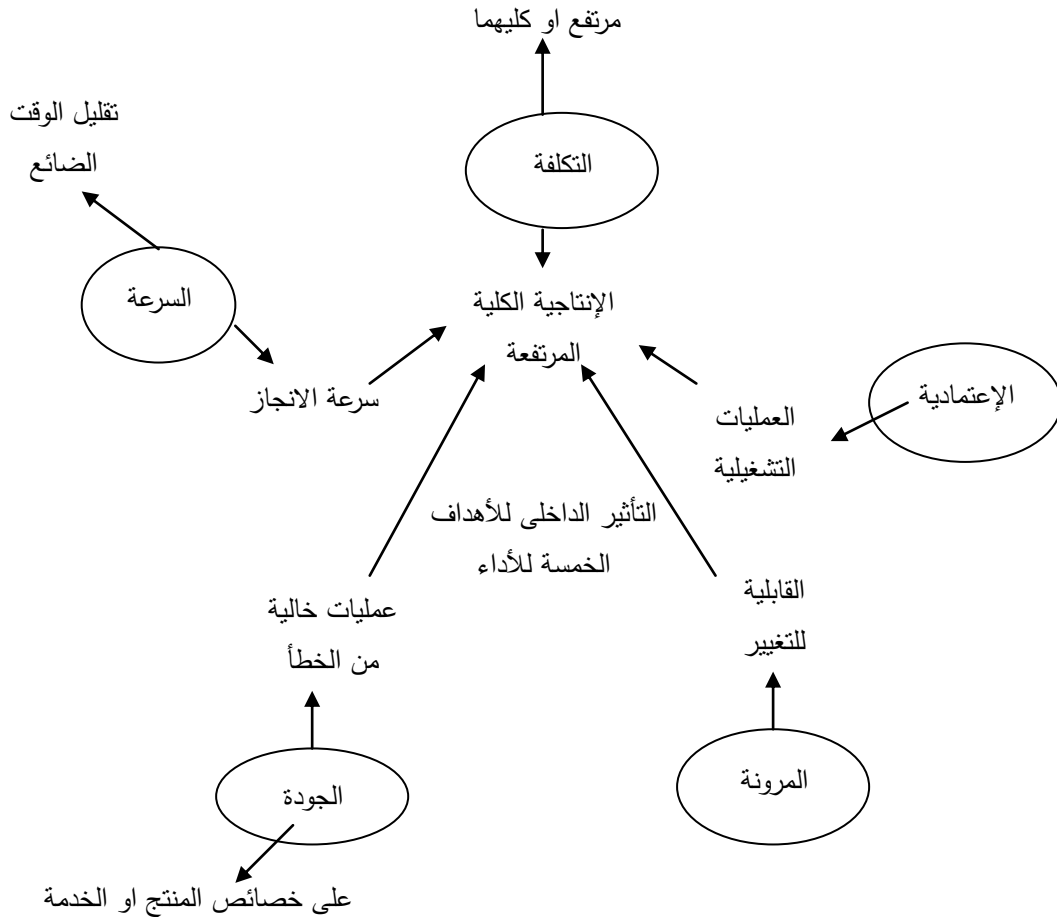 مرتفع او كليهما
تقليل الوقت
الضائع
التكلفة
السرعة
الإنتاجية الكلية
المرتفعة
سرعة الانجاز
الإعتمادية
العمليات
التشغيلية
التأثير الداخلى للأهداف
الخمسة للأداء
القابلية
للتغيير
عمليات خالية
من الخطأ
المرونة
الجودة
على خصائص المنتج او الخدمة